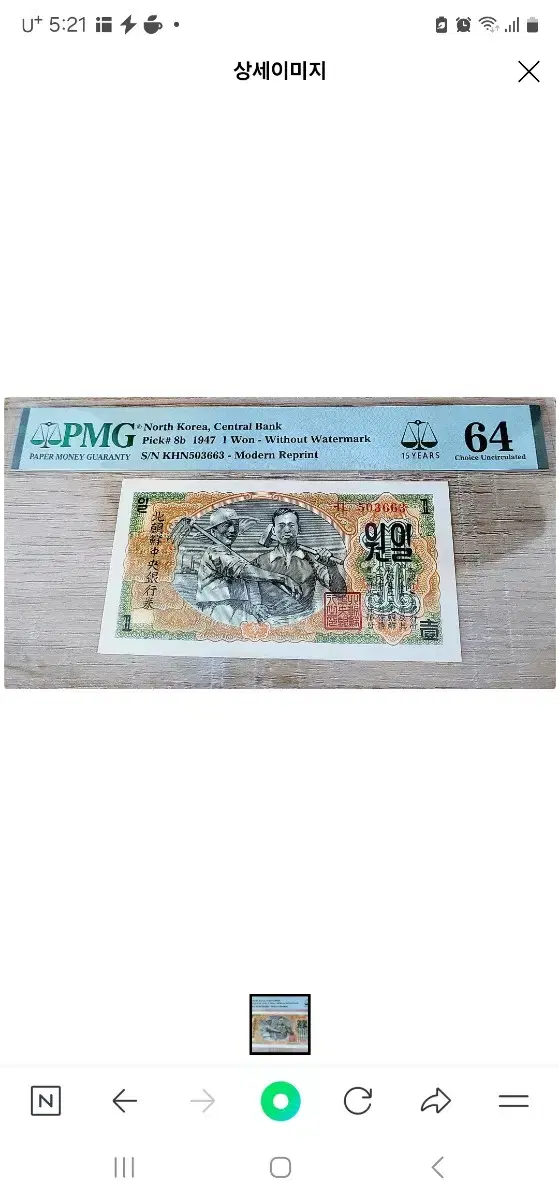 U+ 5:21
상세이미지
PMG North Korea, Central Bank
Pick# 8b 1947 1 Won - Without Watermark
PAPER MONEY GUARANTY S/N KHN503663 - Modern Reprint
15 YEARS
64
Choice Uncirculated
일
北朝鮮中央銀行券
503663
1
일원
壹
N